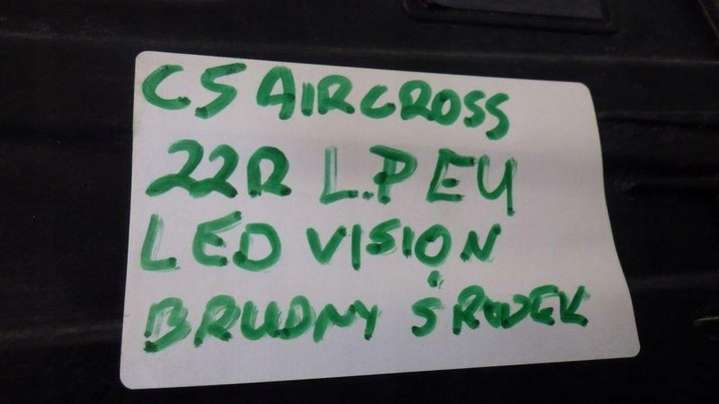 C5 AIRCROSS
22R L.P EU
LED VISION
BRUDNY ŚRODEK